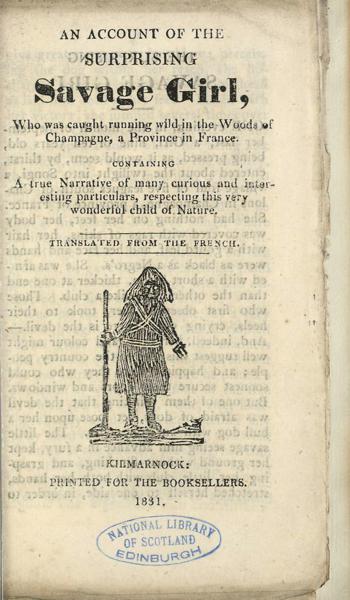 AN ACCOUNT OF THE
SURPRISING
Savage Girl,
Who was caught running wild in the Woods of
Champagne, a Province in France.
CONTAINING
A true Narrative of many curious and inter-
esting particulars, respecting this very
wonderful child of Nature.
TRANSLATED FROM THE FRENCH.
KILMARNOCK:
PRINTED FOR THE BOOKSELLERS.
1831.
NATIONAL LIBRARY
OF SCOTLAND
EDINBURGH